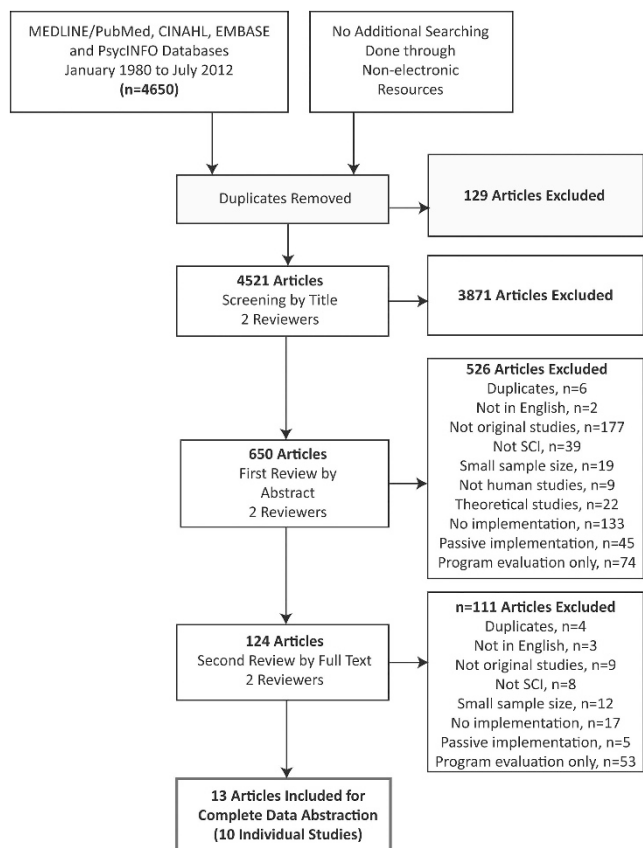 MEDLINE/PubMed, CINAHL, EMBASE
and PsycINFO Databases
January 1980 to July 2012
(n=4650)
No Additional Searching
Done through
Non-electronic
Resources
Duplicates Removed
129 Articles Excluded
4521 Articles
Screening by Title
2 Reviewers
3871 Articles Excluded
650 Articles
First Review by
Abstract
2 Reviewers
526 Articles Excluded
Duplicates, n=6
Not in English, n=2
Not original studies, n=177
Not SCI, n=39
Small sample size, n=19
Not human studies, n=9
Theoretical studies, n=22
No implementation, n=133
Passive implementation, n=45
Program evaluation only, n=74
124 Articles
Second Review by Full Text
2 Reviewers
n=111 Articles Excluded
Duplicates, n=4
Not in English, n=3
Not original studies, n=9
Not SCI, n=8
Small sample size, n=12
No implementation, n=17
Passive implementation, n=5
Program evaluation only, n=53
13 Articles Included for
Complete Data Abstraction
(10 Individual Studies)